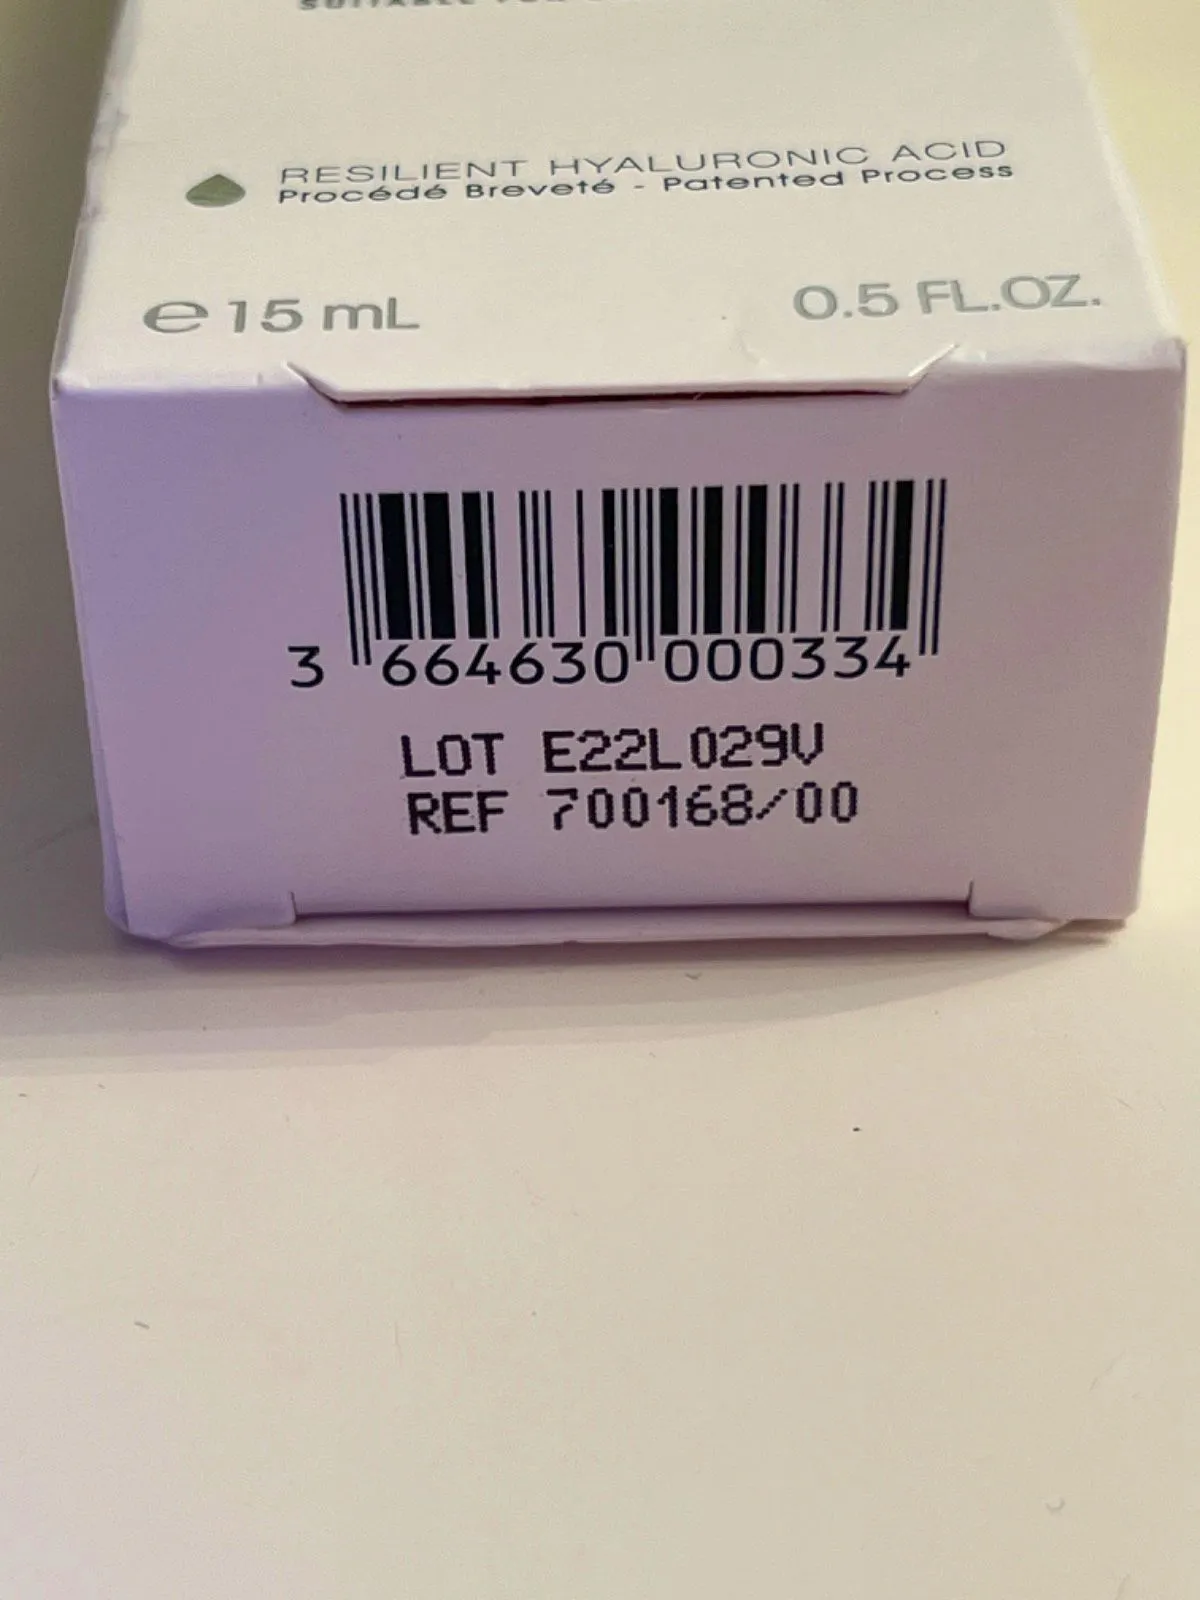 RESILIENT HYALURONIC ACID
Procédé Breveté - Patented Process
e 15 mL
0.5 FL.OZ.
3 664630 000334
LOT E22L029V
REF 700168/00